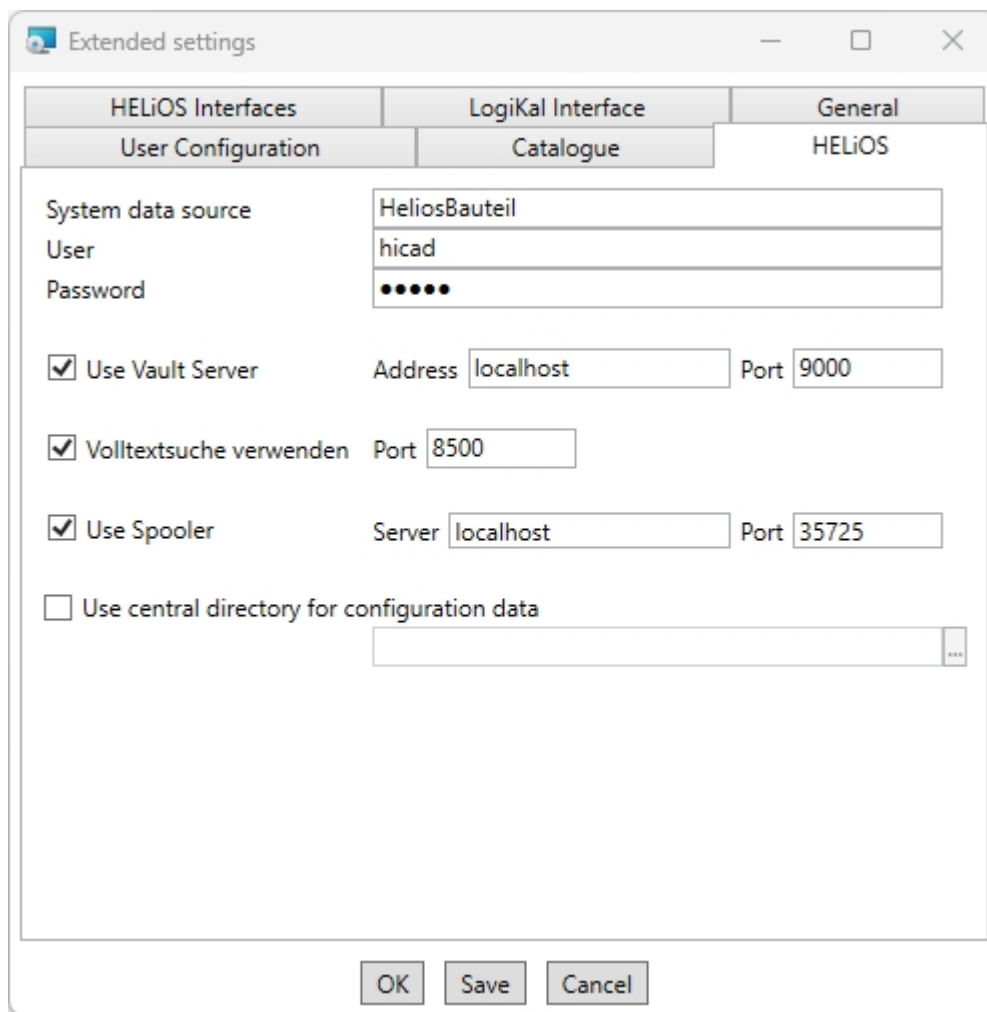 Extended settings
HELiOS Interfaces LogiKal Interface General
User Configuration Catalogue HELiOS
System data source HeliosBauteil
User hicad
Password •••••
Use Vault Server Address localhost Port 9000
Volltextsuche verwenden Port 8500
Use Spooler Server localhost Port 35725
Use central directory for configuration data
...
OK Save Cancel